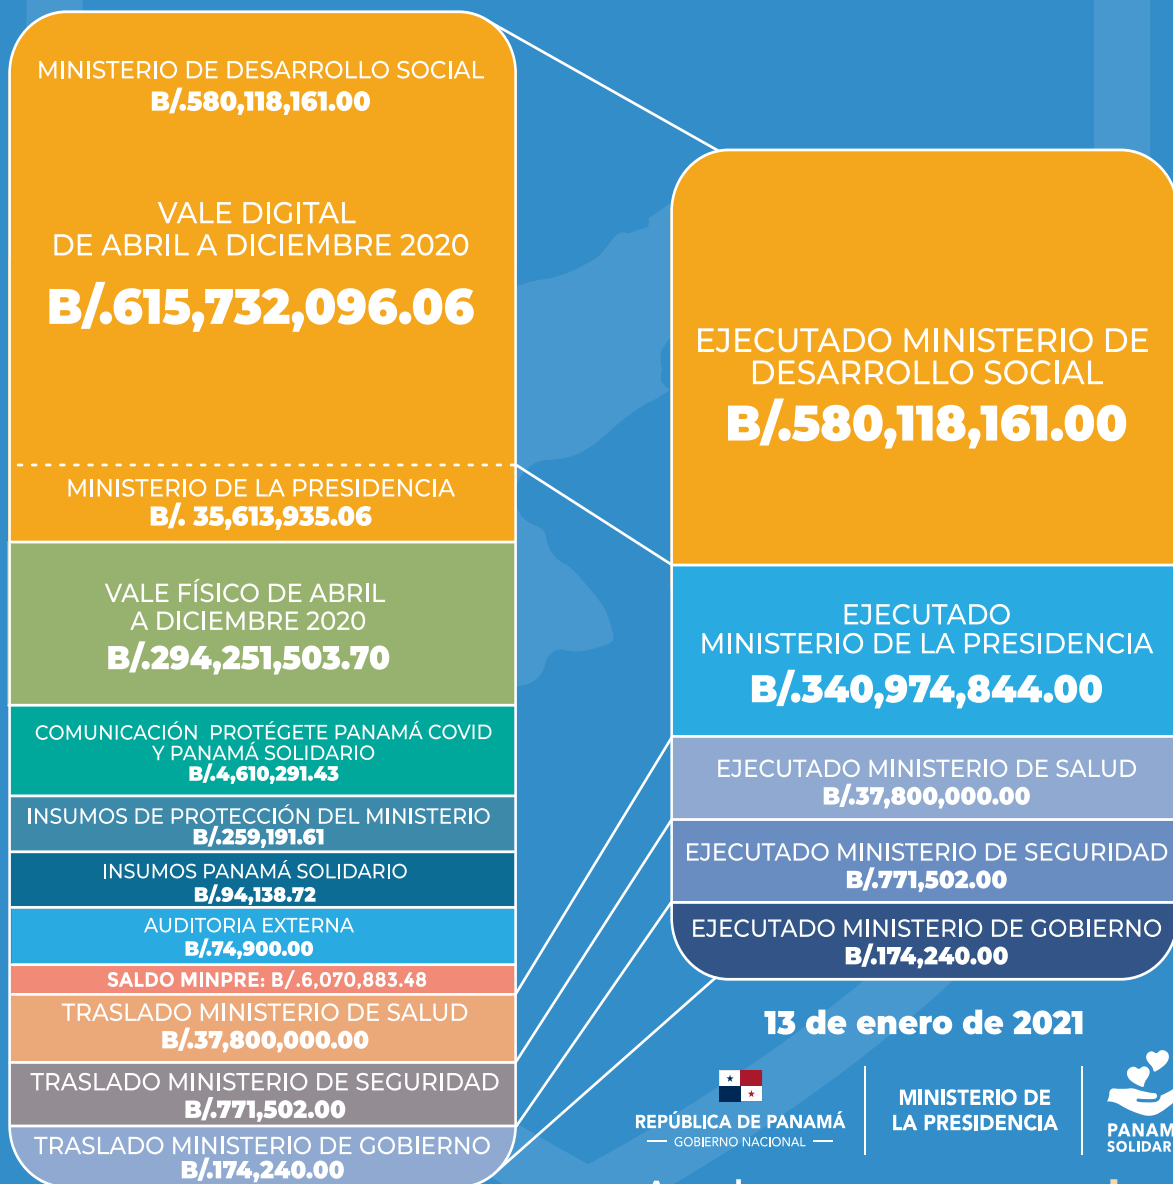 MINISTERIO DE DESARROLLO SOCIAL
B/.580,118,161.00
VALE DIGITAL
DE ABRIL A DICIEMBRE 2020
B/.615,732,096.06
MINISTERIO DE LA PRESIDENCIA
B/. 35,613,935.06
VALE FÍSICO DE ABRIL
A DICIEMBRE 2020
B/.294,251,503.70
COMUNICACIÓN PROTÉGETE PANAMÁ COVID
Y PANAMÁ SOLIDARIO
B/.4,610,291.43
INSUMOS DE PROTECCIÓN DEL MINISTERIO
B/.259,191.61
INSUMOS PANAMÁ SOLIDARIO
B/.94,138.72
AUDITORIA EXTERNA
B/.74,900.00
SALDO MINPRE: B/.6,070,883.48
TRASLADO MINISTERIO DE SALUD
B/.37,800,000.00
TRASLADO MINISTERIO DE SEGURIDAD
B/.771,502.00
TRASLADO MINISTERIO DE GOBIERNO
B/.174,240.00
EJECUTADO MINISTERIO DE
DESARROLLO SOCIAL
B/.580,118,161.00
EJECUTADO
MINISTERIO DE LA PRESIDENCIA
B/.340,974,844.00
EJECUTADO MINISTERIO DE SALUD
B/.37,800,000.00
EJECUTADO MINISTERIO DE SEGURIDAD
B/.771,502.00
EJECUTADO MINISTERIO DE GOBIERNO
B/.174,240.00
13 de enero de 2021
REPÚBLICA DE PANAMÁ
GOBIERNO NACIONAL
MINISTERIO DE
LA PRESIDENCIA
PANAM
SOLIDAR